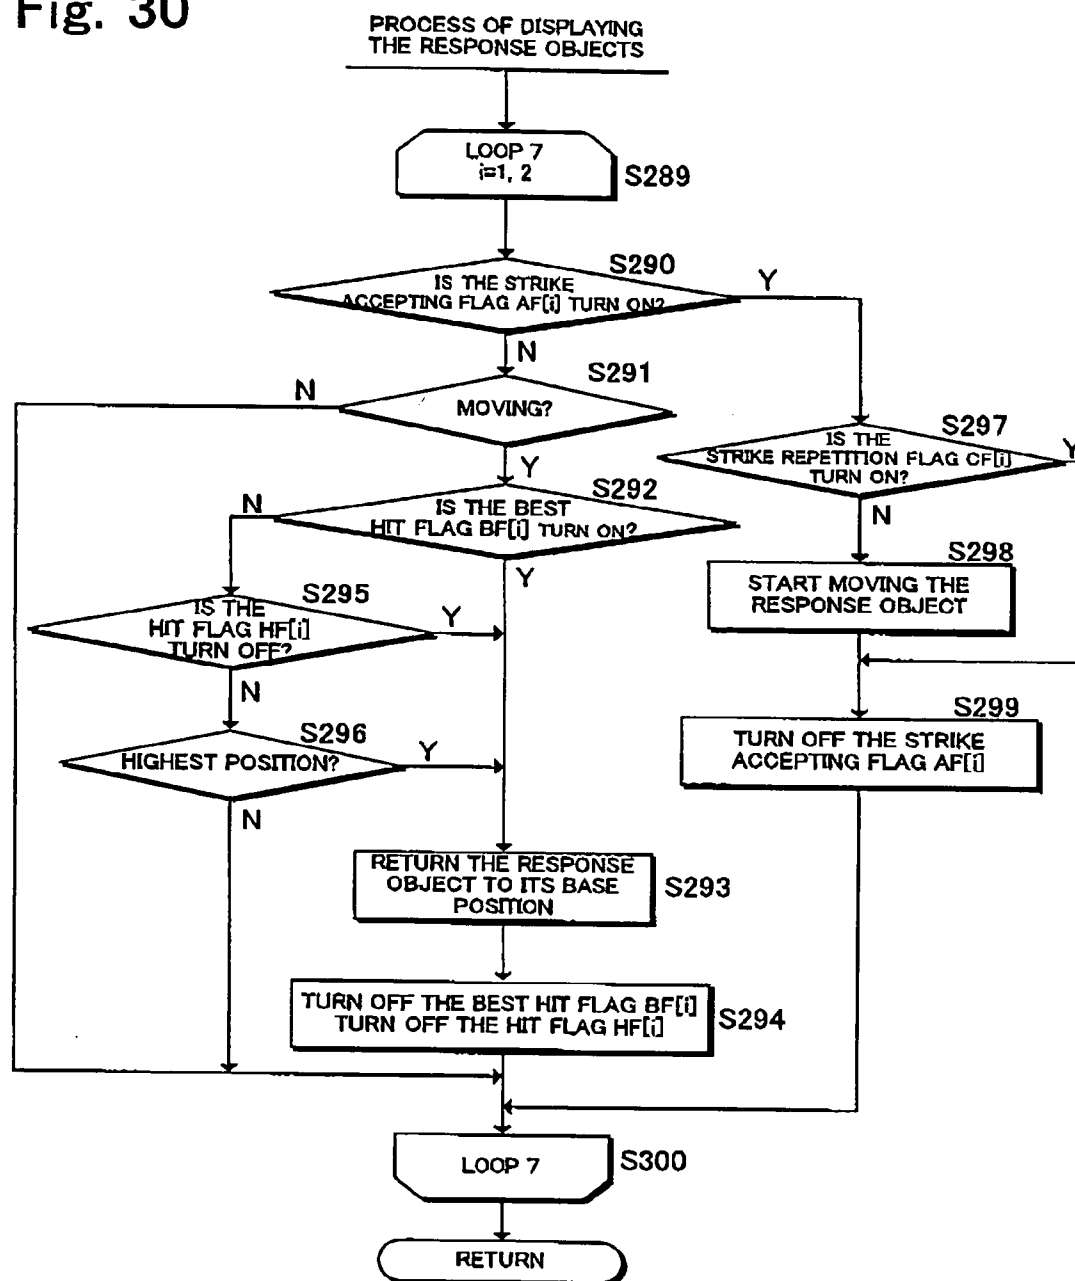 Fig. 30
PROCESS OF DISPLAYING
THE RESPONSE OBJECTS
LOOP 7
i=1, 2
S289
S290
IS THE STRIKE
ACCEPTING FLAG AF[i] TURN ON?
Y
N
S291
MOVING?
N
Y
S297
IS THE
STRIKE REPETITION FLAG CF[i]
TURN ON?
Y
N
S292
IS THE BEST
HIT FLAG BF[i] TURN ON?
N
Y
S298
START MOVING THE
RESPONSE OBJECT
S295
IS THE
HIT FLAG HF[i]
TURN OFF?
Y
N
S299
TURN OFF THE STRIKE
ACCEPTING FLAG AF[i]
S296
HIGHEST POSITION?
Y
N
RETURN THE RESPONSE
OBJECT TO ITS BASE
POSITION
S293
TURN OFF THE BEST HIT FLAG BF[i]
TURN OFF THE HIT FLAG HF[i]
S294
LOOP 7
S300
RETURN